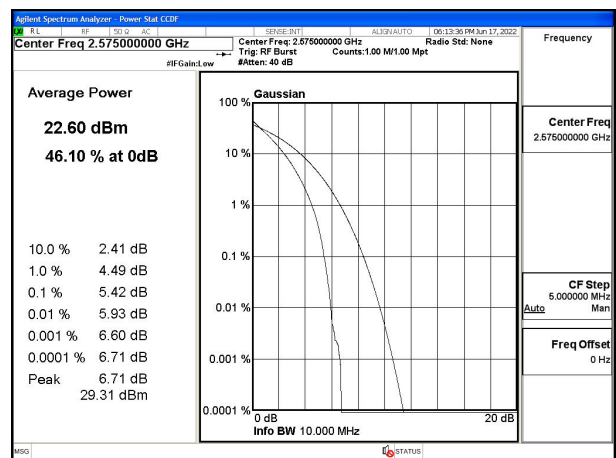 Agilent Spectrum Analyzer - Power Stat CCDF
RL RF 50 Ω AC SENSE:INT ALIGN AUTO 06:13:36 PM Jun 17, 2022
Center Freq 2.575000000 GHz
Center Freq: 2.575000000 GHz Radio Std: None
Trig: RF Burst Counts:1.00 M/1.00 Mpt
#IFGain:Low #Atten: 40 dB
Frequency
Average Power
22.60 dBm
46.10 % at 0dB
10.0 % 2.41 dB
1.0 % 4.49 dB
0.1 % 5.42 dB
0.01 % 5.93 dB
0.001 % 6.60 dB
0.0001 % 6.71 dB
Peak 6.71 dB
29.31 dBm
Gaussian
100 %
10 %
1 %
0.1 %
0.01 %
0.001 %
0.0001 %
0 dB 20 dB
Info BW 10.000 MHz
Center Freq
2.575000000 GHz
CF Step
5.000000 MHz
Auto Man
Freq Offset
0 Hz
MSG STATUS